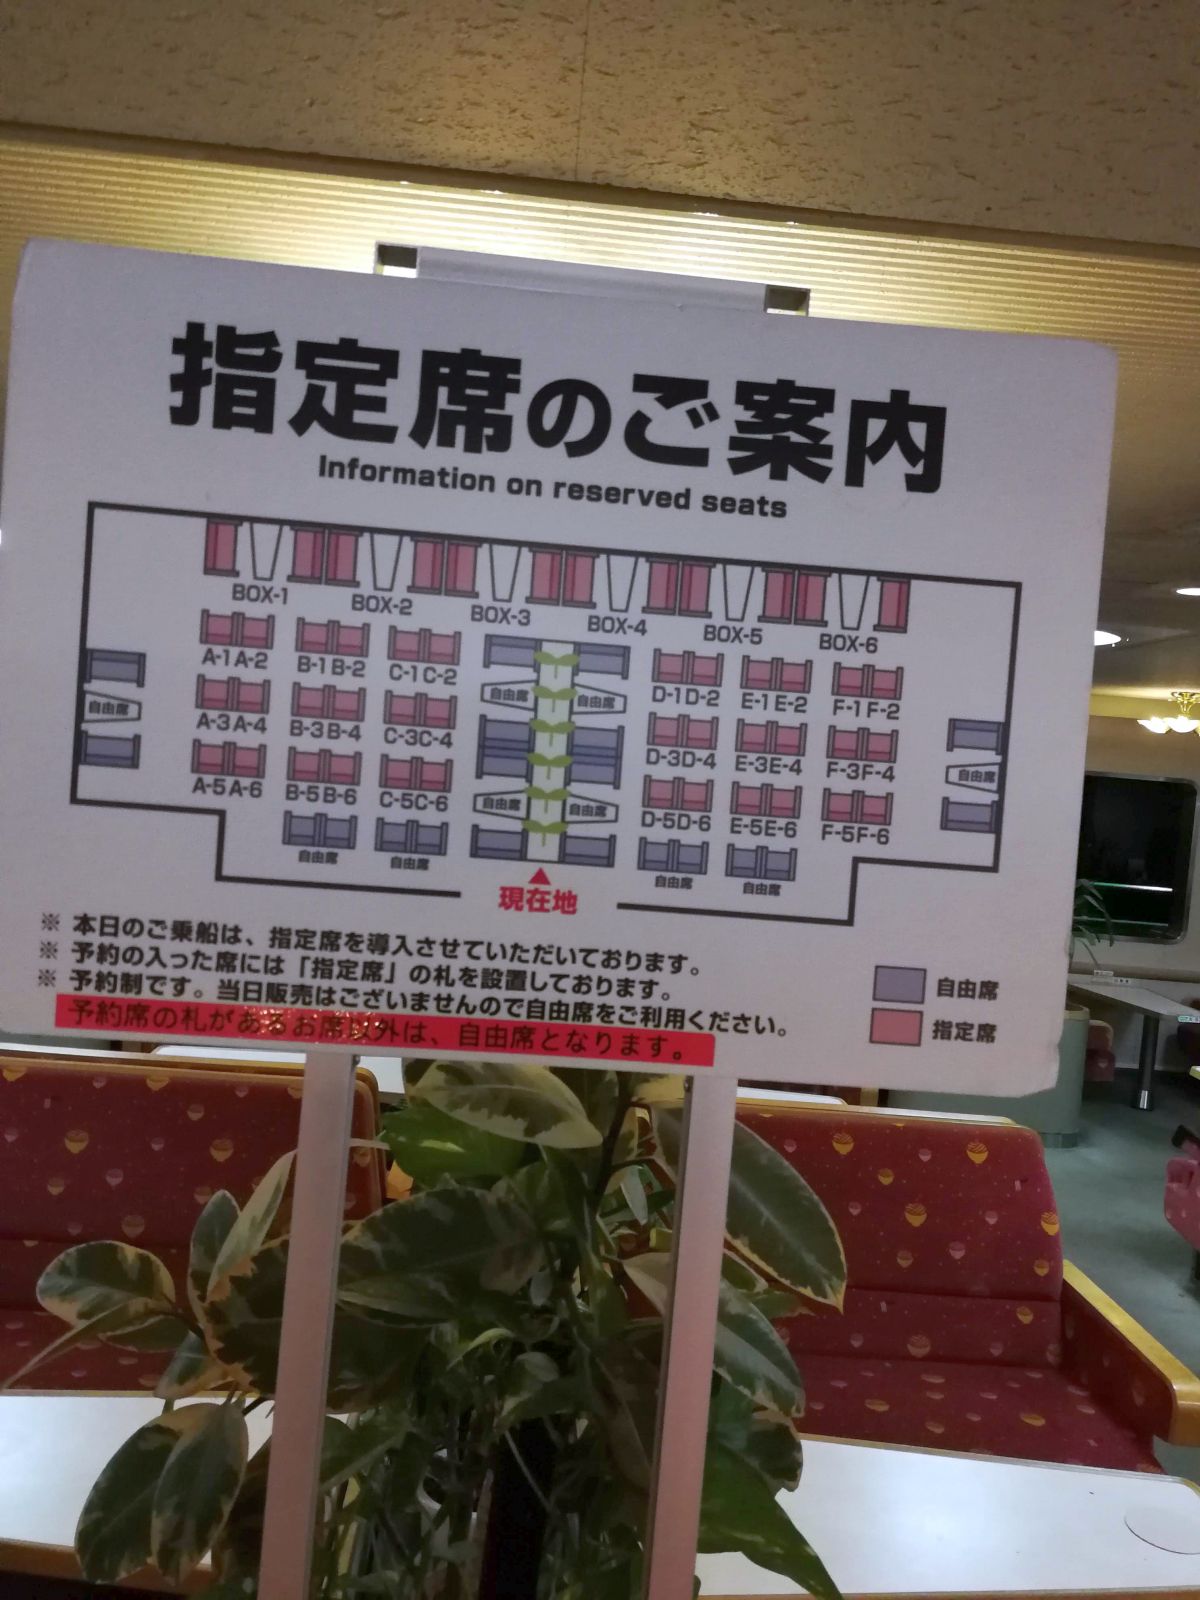 指定席のご案内
Information on reserved seats
BOX-1 BOX-2 BOX-3 BOX-4 BOX-5 BOX-6
A-1 A-2 B-1 B-2 C-1 C-2 D-1 D-2 E-1 E-2 F-1 F-2
自由席 自由席 自由席
A-3 A-4 B-3 B-4 C-3 C-4 D-3 D-4 E-3 E-4 F-3 F-4
自由席
A-5 A-6 B-5 B-6 C-5 C-6 自由席 自由席 D-5 D-6 E-5 E-6 F-5 F-6
自由席 自由席 自由席 自由席
現在地
※ 本日のご乗船は、指定席を導入させていただいております。
※ 予約の入った席には「指定席」の札を設置しております。
※ 予約制です。当日販売はございませんので自由席をご利用ください。
予約席の札があるお席以外は、自由席となります。
自由席
指定席